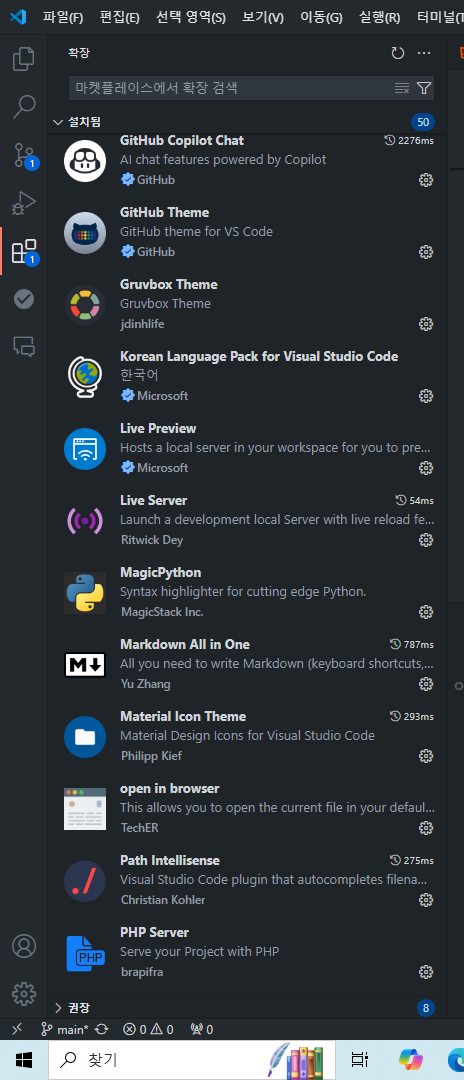 파일(F) 편집(E) 선택 영역(S) 보기(V) 이동(G) 실행(R) 터미널(T
확장
마켓플레이스에서 확장 검색
설치됨 50
GitHub Copilot Chat 2276ms
AI chat features powered by Copilot
GitHub
GitHub Theme
GitHub theme for VS Code
GitHub
Gruvbox Theme
Gruvbox Theme
jdinhlife
Korean Language Pack for Visual Studio Code
한국어
Microsoft
Live Preview
Hosts a local server in your workspace for you to pre...
Microsoft
Live Server 54ms
Launch a development local Server with live reload fe...
Ritwick Dey
MagicPython
Syntax highlighter for cutting edge Python.
MagicStack Inc.
Markdown All in One 787ms
All you need to write Markdown (keyboard shortcuts,...
Yu Zhang
Material Icon Theme 293ms
Material Design Icons for Visual Studio Code
Philipp Kief
open in browser
This allows you to open the current file in your defaul...
TechER
Path Intellisense 275ms
Visual Studio Code plugin that autocompletes filena...
Christian Kohler
PHP Server
Serve your Project with PHP
brapifra
PHP
권장 8
1
1
main* 0 0 0
찾기